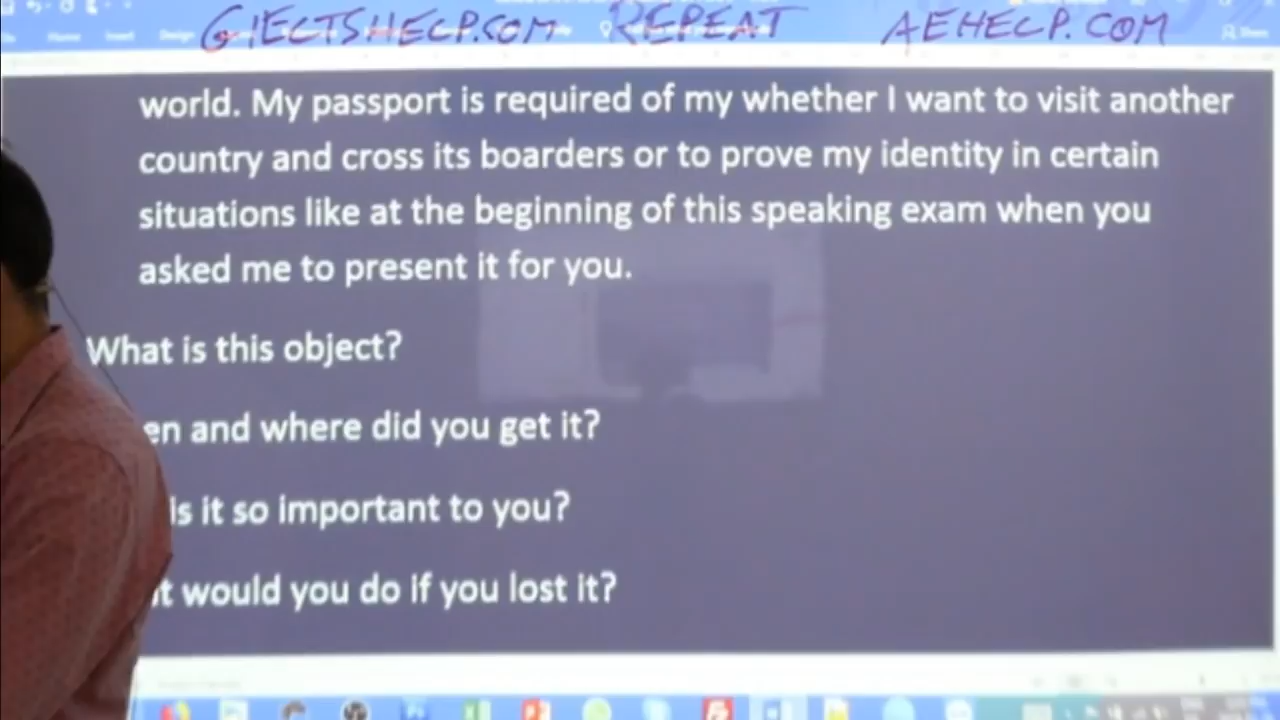 GIELTSHELP.COM REPEAT AEHELP.COM
world. My passport is required of my whether I want to visit another
country and cross its boarders or to prove my identity in certain
situations like at the beginning of this speaking exam when you
asked me to present it for you.
What is this object?
en and where did you get it?
Is it so important to you?
t would you do if you lost it?